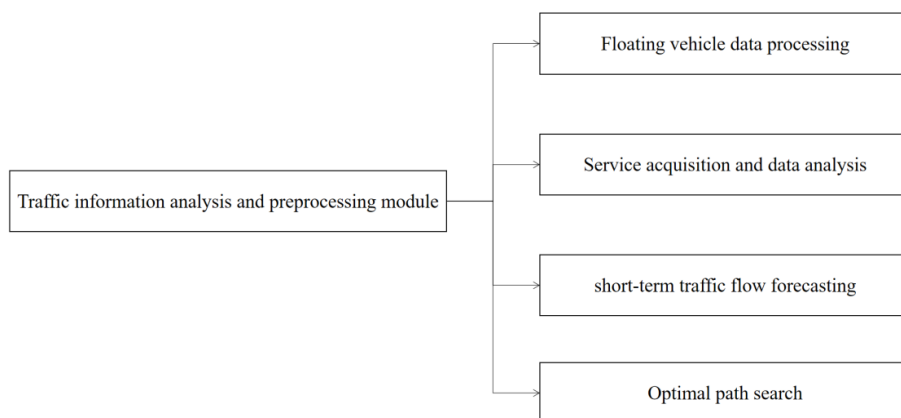 Floating vehicle data processing
Service acquisition and data analysis
Traffic information analysis and preprocessing module
short-term traffic flow forecasting
Optimal path search